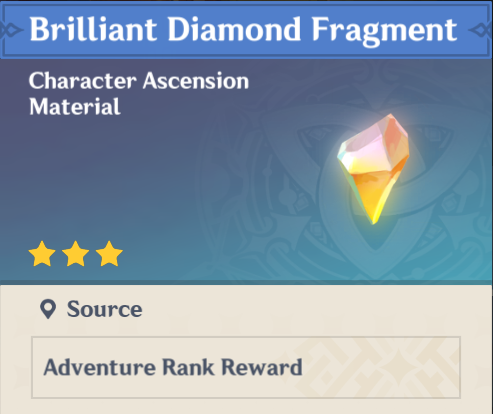 Brilliant Diamond Fragment
Character Ascension
Material
Source
Adventure Rank Reward